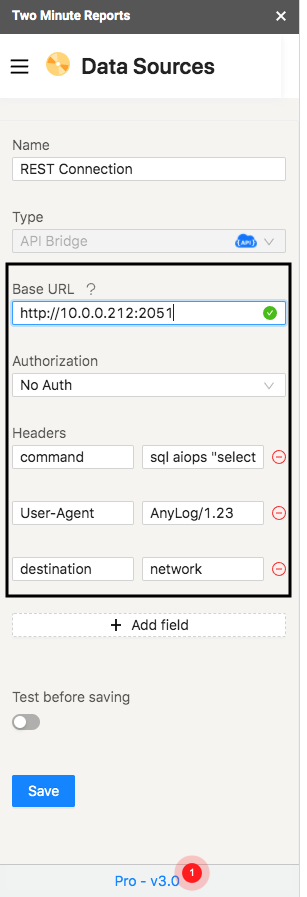 Two Minute Reports
Data Sources
Name
REST Connection
Type
API Bridge API
Base URL ?
http://10.0.0.212:2051
Authorization
No Auth
Headers
command sql aiops "select
User-Agent AnyLog/1.23
destination network
+ Add field
Test before saving
Save
Pro - v3.0 1